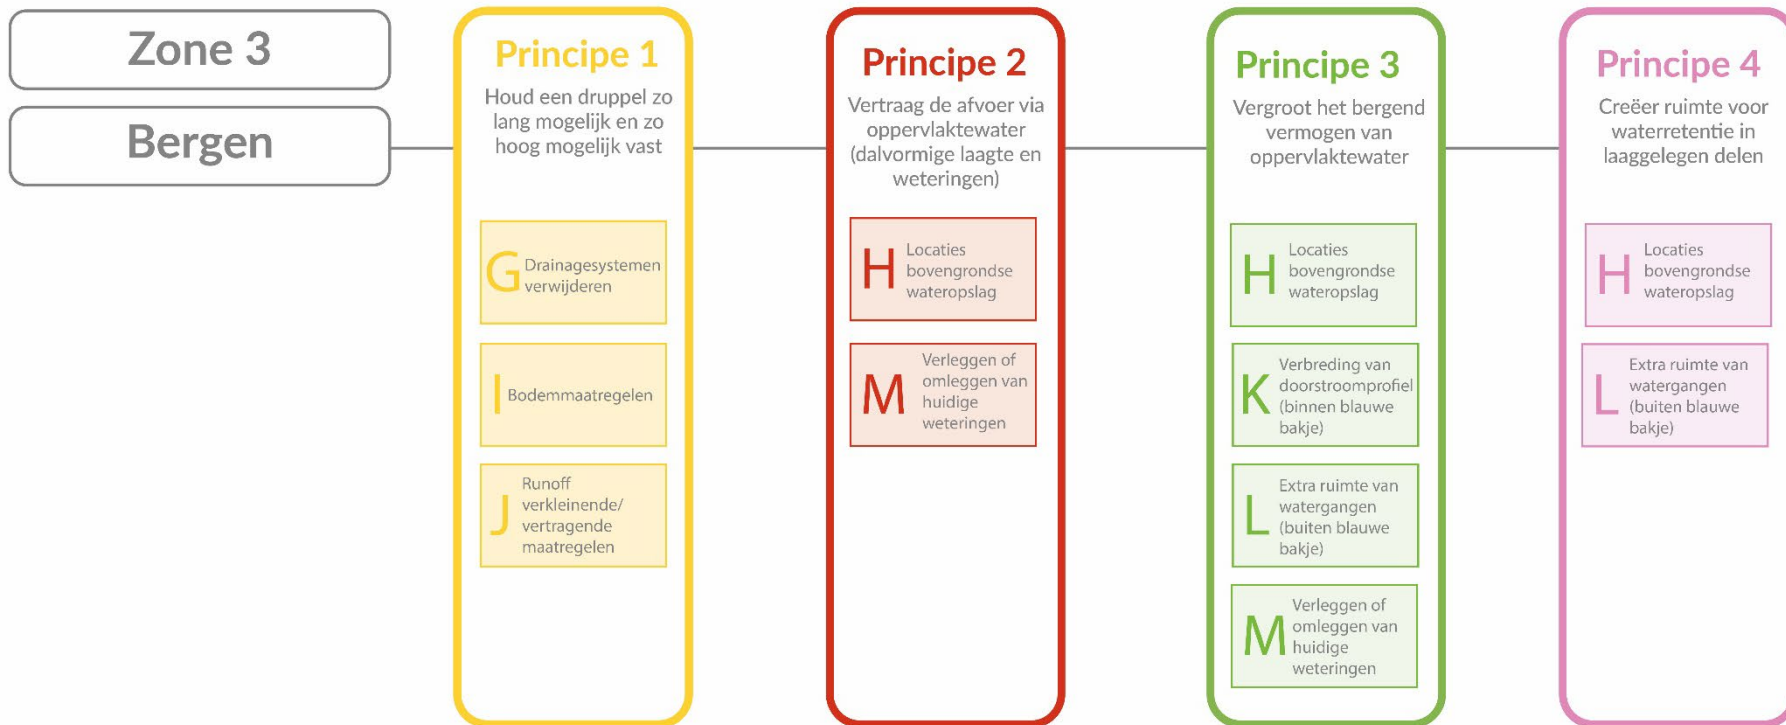 Zone 3
Bergen
Principe 1
Houd een druppel zo
lang mogelijk en zo
hoog mogelijk vast
G
Drainagesystemen
verwijderen
I
Bodemmaatregelen
J
Runoff
verkleinende/
vertragende
maatregelen
Principe 2
Vertraag de afvoer via
oppervlaktewater
(dalvormige laagte en
weteringen)
H
Locaties
bovengrondse
wateropslag
M
Verleggen of
omleggen van
huidige
weteringen
Principe 3
Vergroot het bergend
vermogen van
oppervlaktewater
H
Locaties
bovengrondse
wateropslag
K
Verbreding van
doorstroomprofiel
(binnen blauwe
bakje)
L
Extra ruimte van
watergangen
(buiten blauwe
bakje)
M
Verleggen of
omleggen van
huidige
weteringen
Principe 4
Creëer ruimte voor
waterretentie in
laaggelegen delen
H
Locaties
bovengrondse
wateropslag
L
Extra ruimte van
watergangen
(buiten blauwe
bakje)